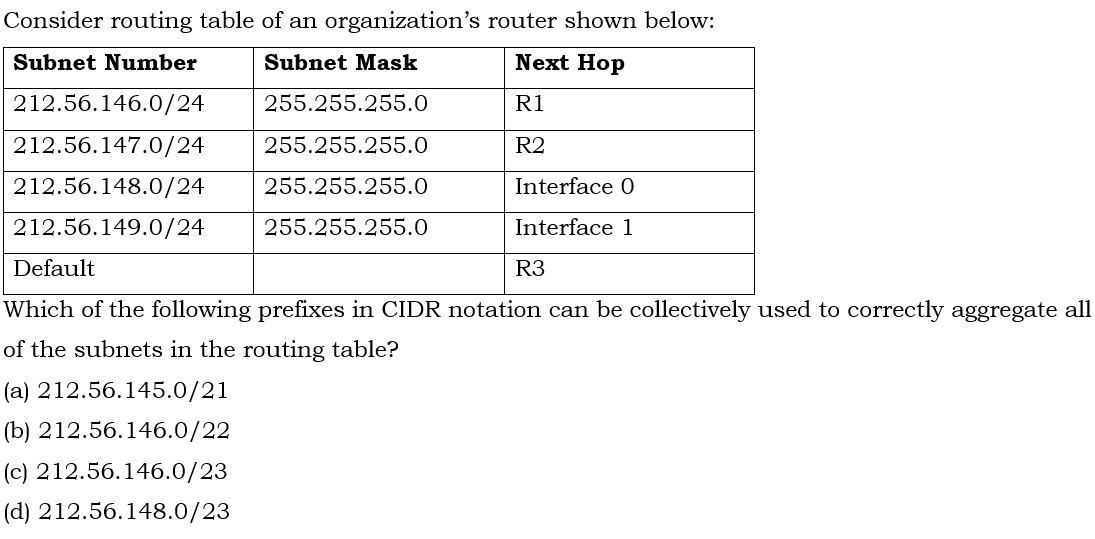 Consider routing table of an organization’s router shown below:
Subnet Number Subnet Mask Next Hop
212.56.146.0/24 255.255.255.0 R1
212.56.147.0/24 255.255.255.0 R2
212.56.148.0/24 255.255.255.0 Interface 0
212.56.149.0/24 255.255.255.0 Interface 1
Default R3
Which of the following prefixes in CIDR notation can be collectively used to correctly aggregate all
of the subnets in the routing table?
(a) 212.56.145.0/21
(b) 212.56.146.0/22
(c) 212.56.146.0/23
(d) 212.56.148.0/23